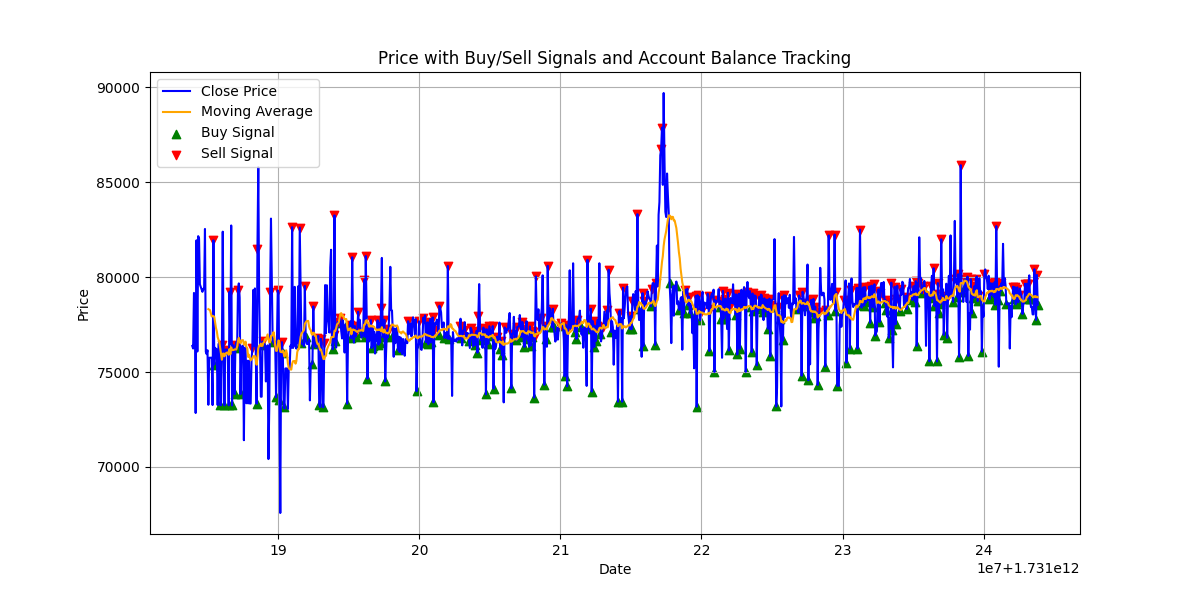 Price with Buy/Sell Signals and Account Balance Tracking
90000
85000
80000
75000
70000
Price
Close Price
Moving Average
Buy Signal
Sell Signal
19 20 21 22 23 24
Date
1e7+1.731e12